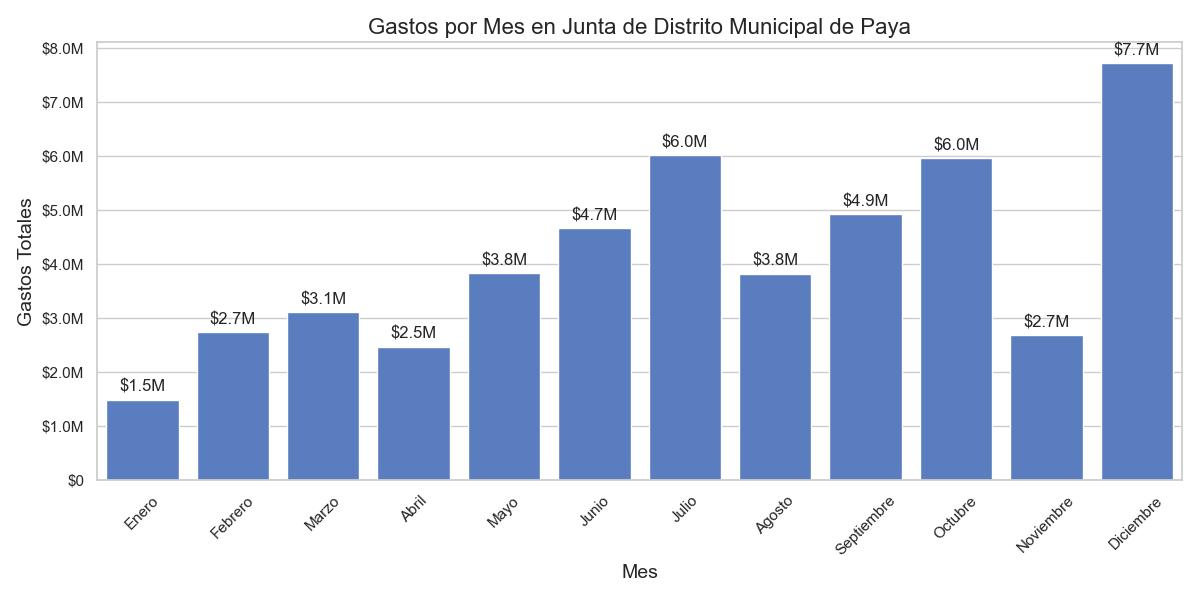 Gastos por Mes en Junta de Distrito Municipal de Paya
Gastos Totales
$8.0M
$7.0M
$6.0M
$5.0M
$4.0M
$3.0M
$2.0M
$1.0M
$0
$1.5M
$2.7M
$3.1M
$2.5M
$3.8M
$4.7M
$6.0M
$3.8M
$4.9M
$6.0M
$2.7M
$7.7M
Enero
Febrero
Marzo
Abril
Mayo
Junio
Julio
Agosto
Septiembre
Octubre
Noviembre
Diciembre
Mes